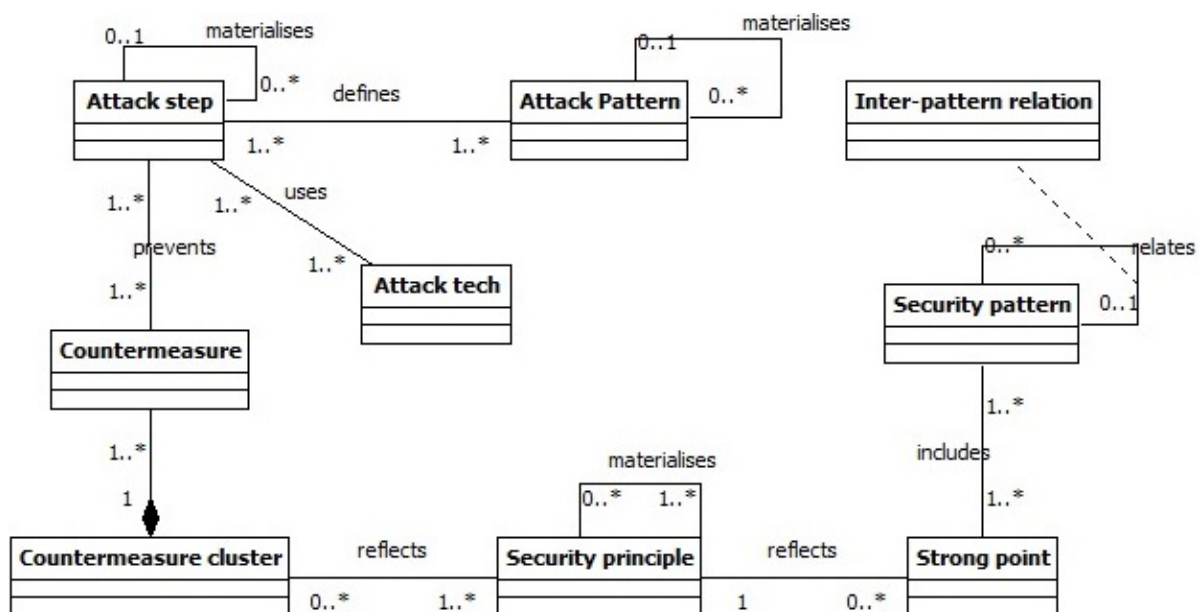 materialises
materialises
0..1
0..1
0..*
0..*
Attack step
defines
Attack Pattern
Inter-pattern relation
1..*
1..*
uses
1..*
1..*
prevents
0..*
relates
1..*
Attack tech
1..*
Security pattern
0..1
Countermeasure
1..*
1..*
includes
materialises
1
0..*
1..*
1..*
Countermeasure cluster
reflects
Security principle
reflects
Strong point
0..*
1..*
1
0..*